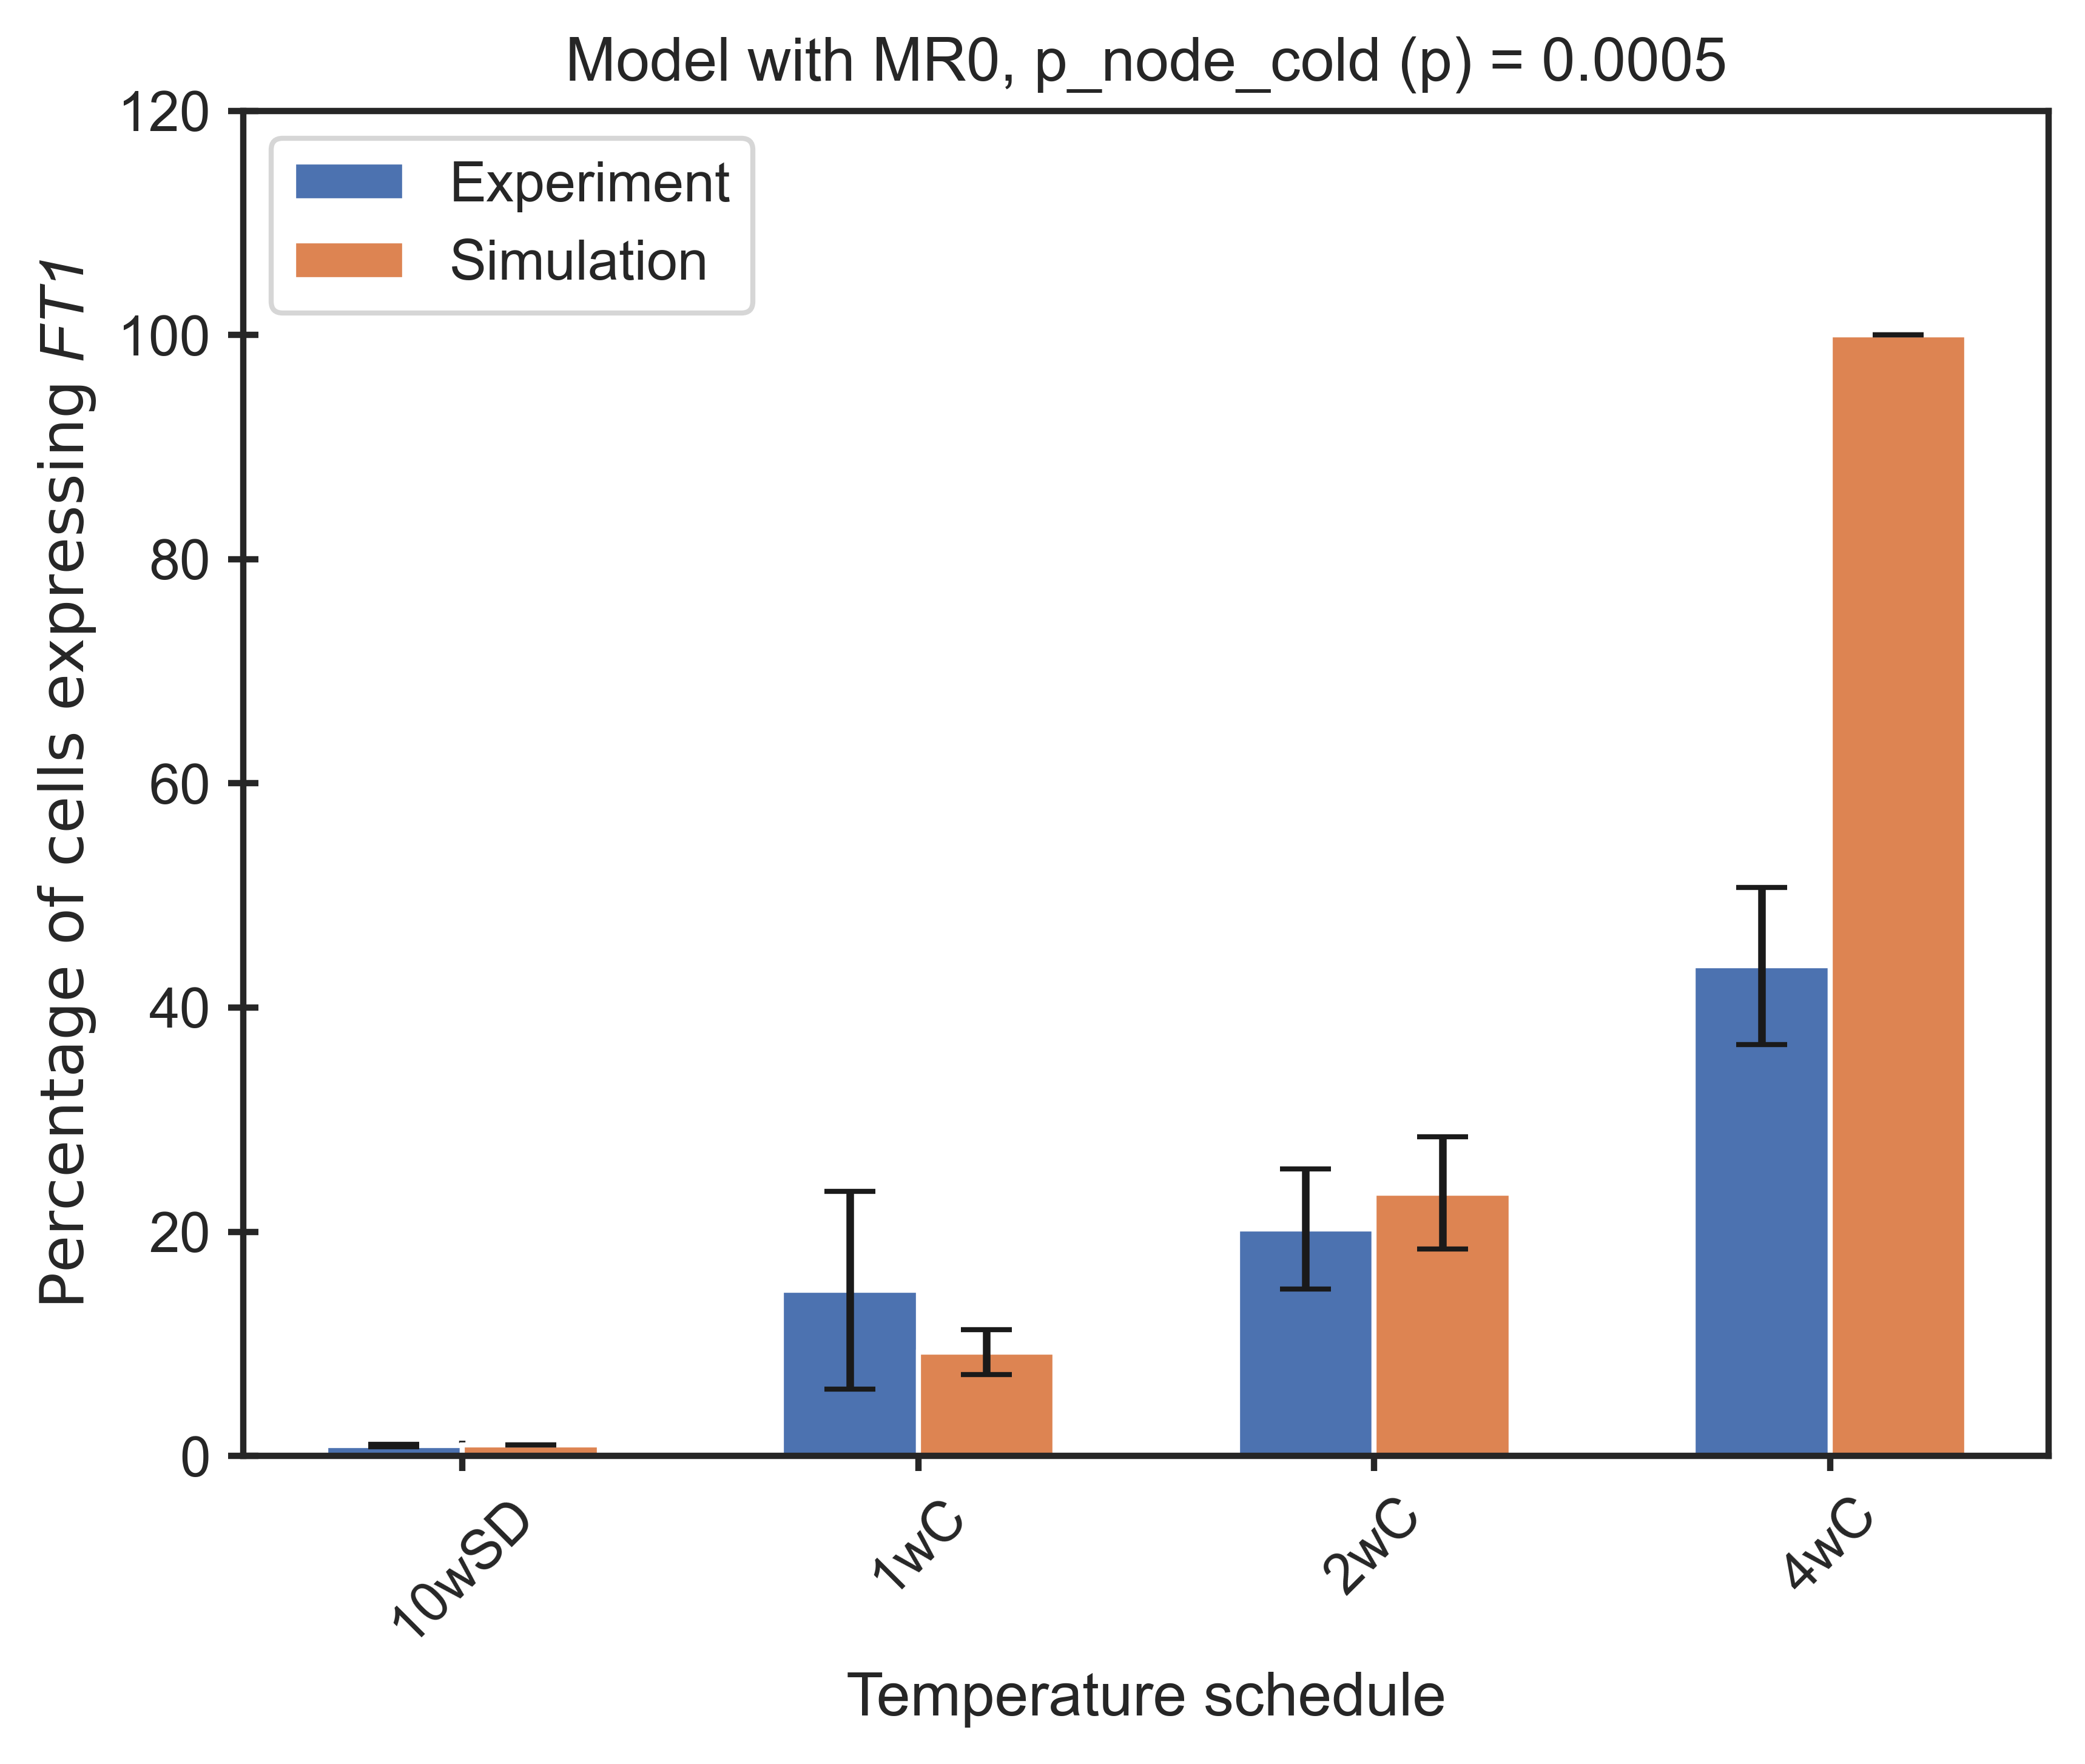 Model with MR0, p_node_cold (p) = 0.0005
Experiment
Simulation
Percentage of cells expressing FT1
120
100
80
60
40
20
0
10wSD
1wC
2wC
4wC
Temperature schedule